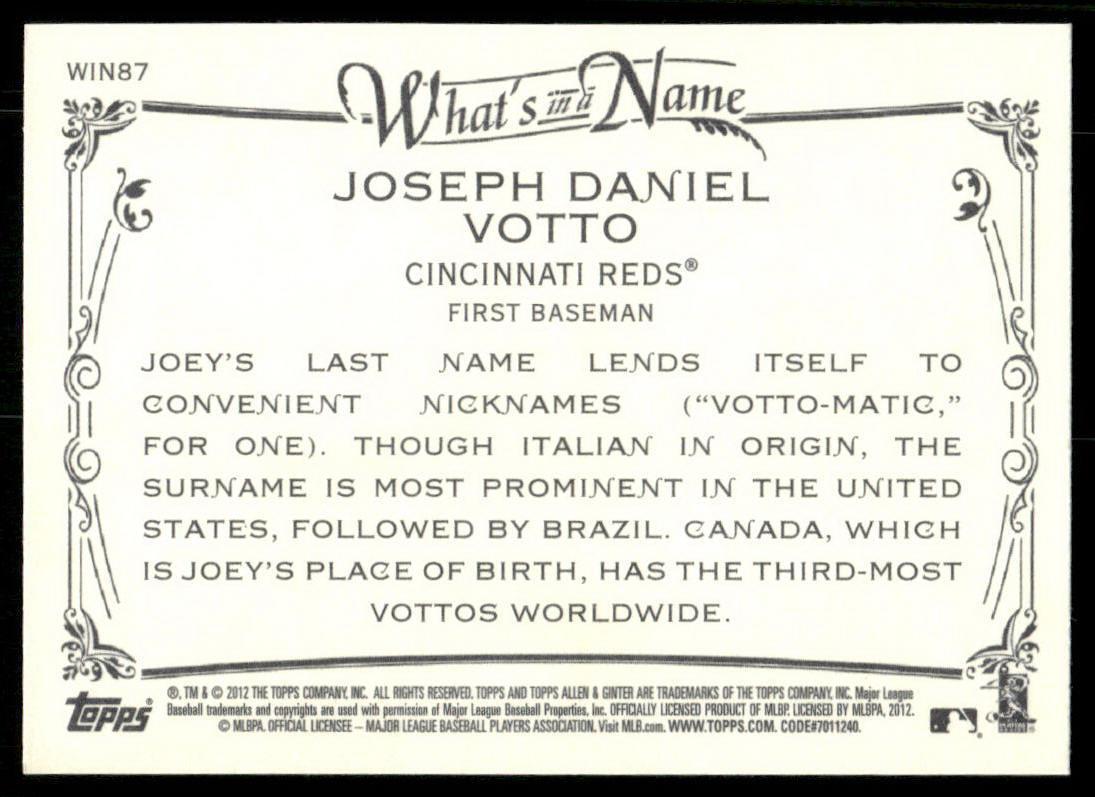 WIN87
What's in a Name
JOSEPH DANIEL
VOTTO
CINCINNATI REDS®
FIRST BASEMAN
JOEY'S LAST NAME LENDS ITSELF TO
CONVENIENT NICKNAMES ("VOTTO-MATIC,"
FOR ONE). THOUGH ITALIAN IN ORIGIN, THE
SURNAME IS MOST PROMINENT IN THE UNITED
STATES, FOLLOWED BY BRAZIL. CANADA, WHICH
IS JOEY'S PLACE OF BIRTH, HAS THE THIRD-MOST
VOTTOS WORLDWIDE.
topps®
®, TM & © 2012 THE TOPPS COMPANY, INC. ALL RIGHTS RESERVED. TOPPS AND TOPPS ALLEN & GINTER ARE TRADEMARKS OF THE TOPPS COMPANY, INC. Major League
Baseball trademarks and copyrights are used with permission of Major League Baseball Properties, Inc. OFFICIALLY LICENSED PRODUCT OF MLBP. LICENSED BY MLBPA, 2012.
© MLBPA. OFFICIAL LICENSEE – MAJOR LEAGUE BASEBALL PLAYERS ASSOCIATION. Visit MLB.com. WWW.TOPPS.COM. CODE#7011240.